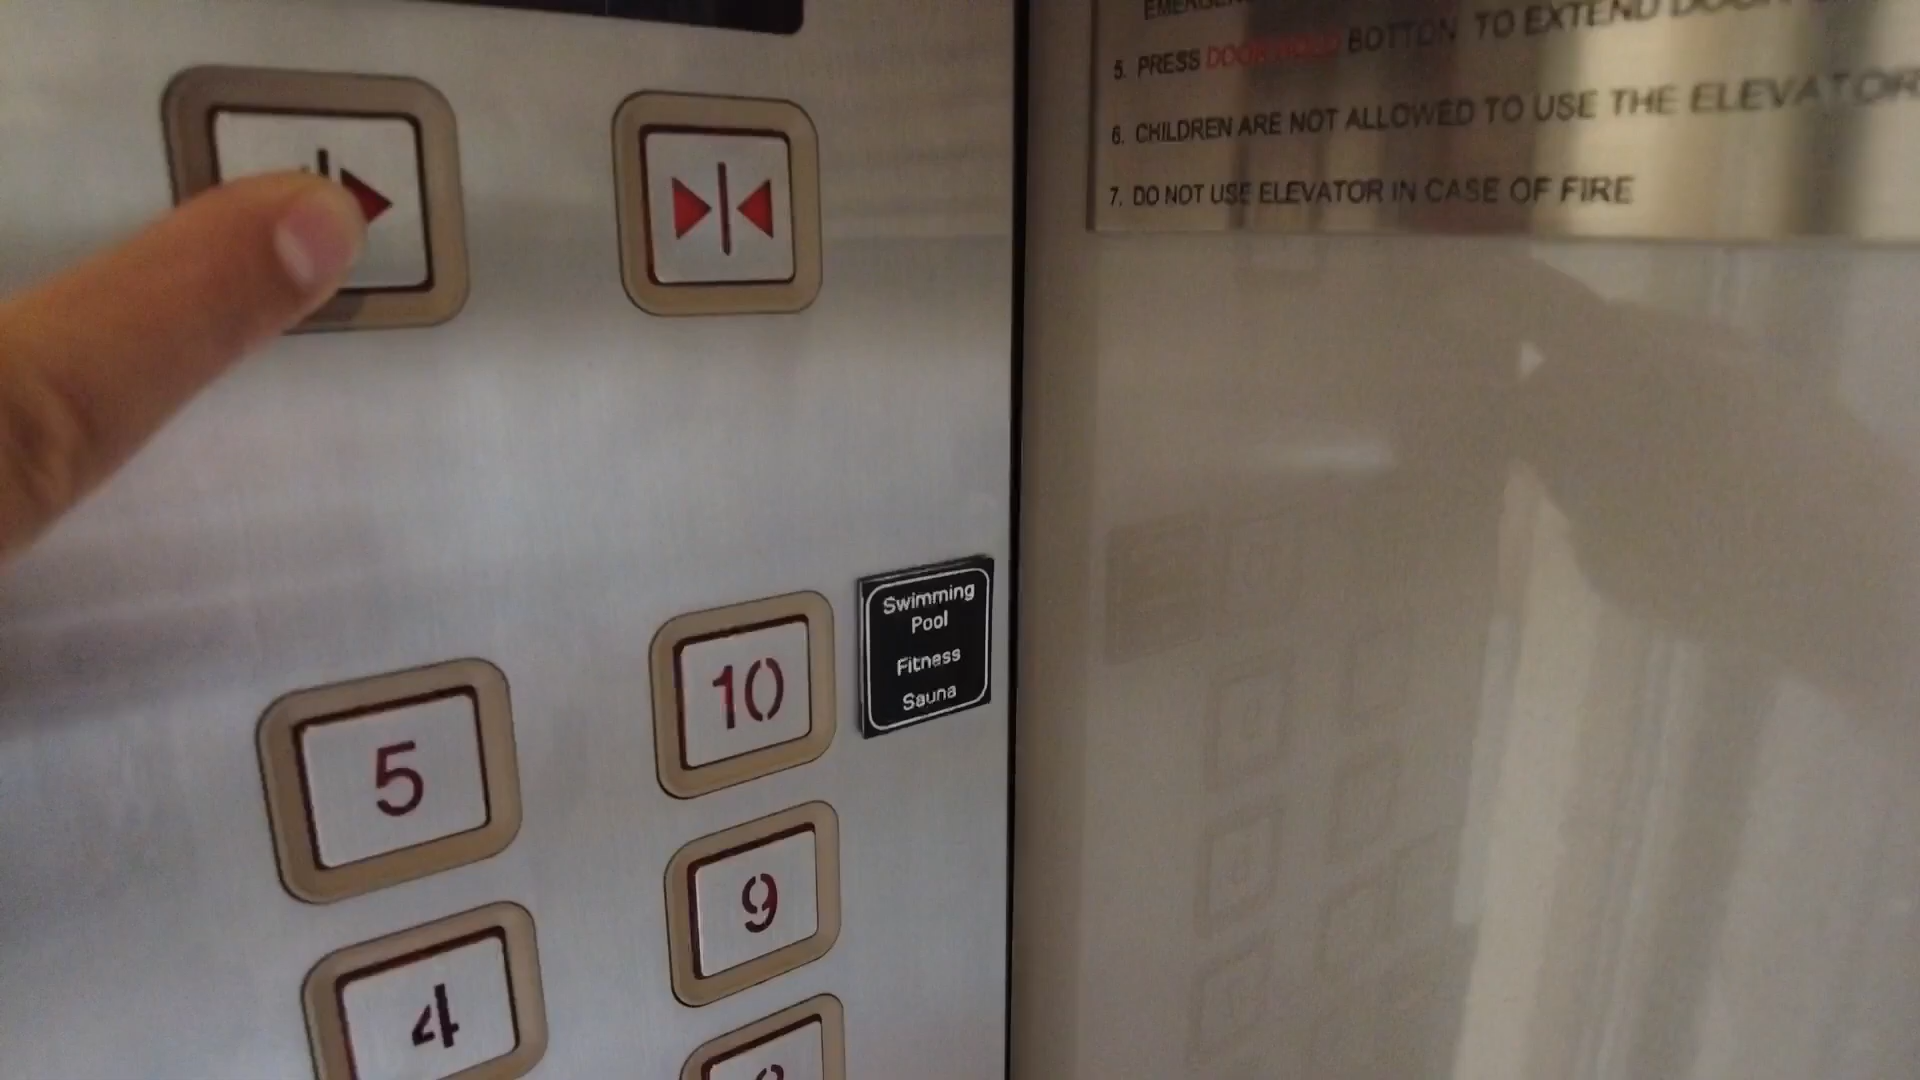 5. PRESS DOOR HOLD BOTTON TO EXTEND DOOR
6. CHILDREN ARE NOT ALLOWED TO USE THE ELEVATOR
7. DO NOT USE ELEVATOR IN CASE OF FIRE
Swimming
Pool
Fitness
Sauna
10
5
9
4